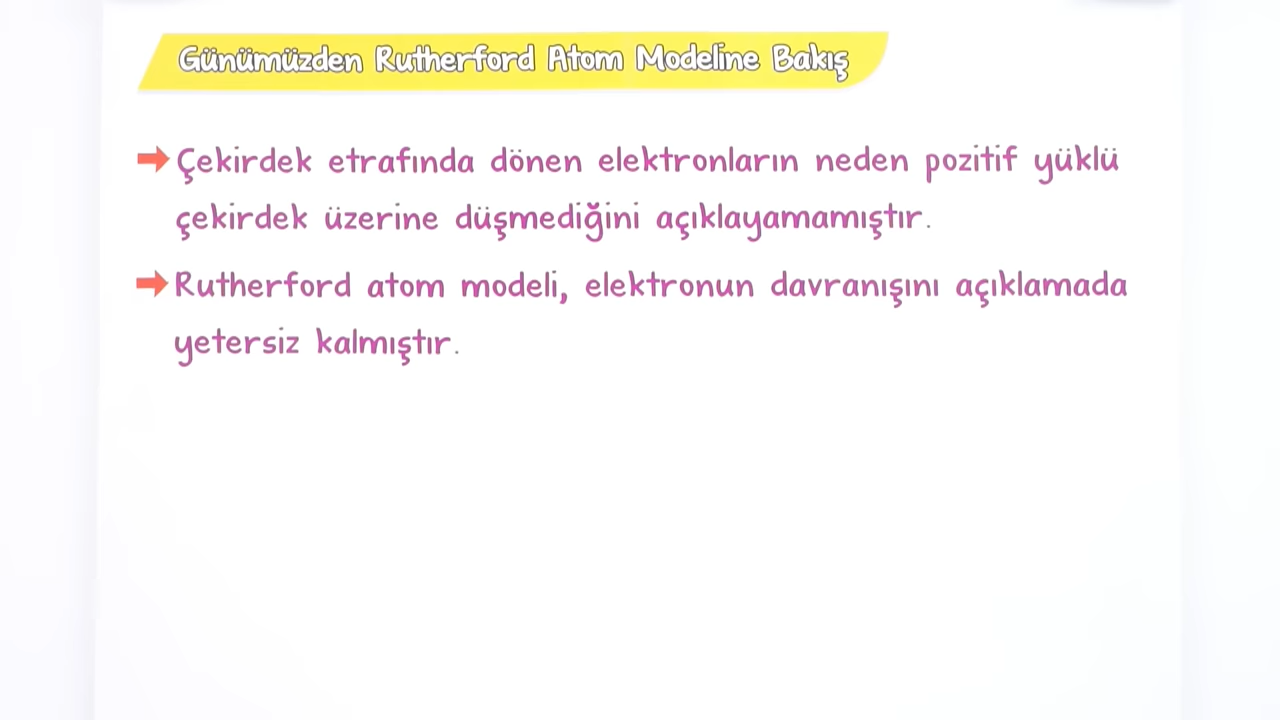 Günümüzden Rutherford Atom Modeline Bakış
Çekirdek etrafında dönen elektronların neden pozitif yüklü
çekirdek üzerine düşmediğini açıklayamamıştır.
Rutherford atom modeli, elektronun davranışını açıklamada
yetersiz kalmıştır.